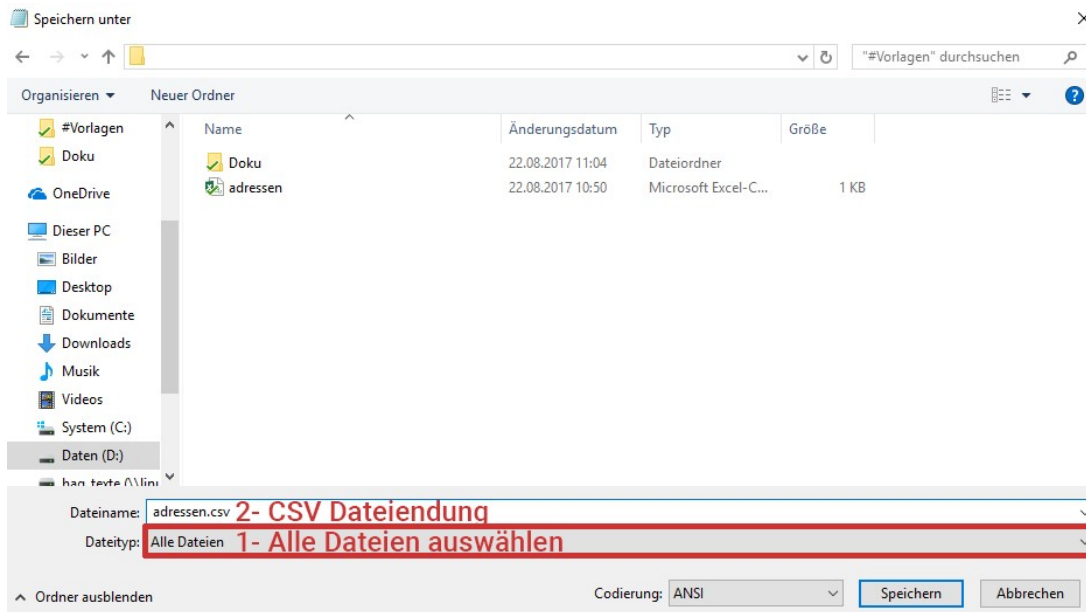 Speichern unter
"#Vorlagen" durchsuchen
Organisieren Neuer Ordner
#Vorlagen
Doku
OneDrive
Dieser PC
Bilder
Desktop
Dokumente
Downloads
Musik
Videos
System (C:)
Daten (D:)
Name Änderungsdatum Typ Größe
Doku 22.08.2017 11:04 Dateiordner
adressen 22.08.2017 10:50 Microsoft Excel-C... 1 KB
Dateiname: adressen.csv 2- CSV Dateiendung
Dateityp: Alle Dateien 1- Alle Dateien auswählen
Ordner ausblenden Codierung: ANSI Speichern Abbrechen